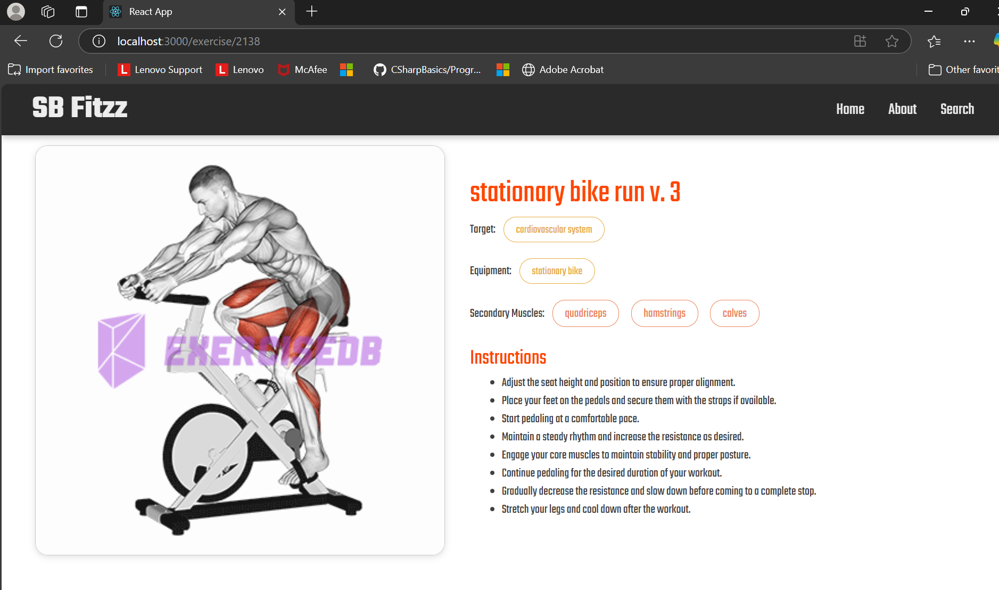 React App
localhost:3000/exercise/2138
Import favorites
Lenovo Support
Lenovo
McAfee
CSharpBasics/Progr...
Adobe Acrobat
Other favorit
SB Fitzz
Home
About
Search
EXERCISEDB
stationary bike run v. 3
Target: cardiovascular system
Equipment: stationary bike
Secondary Muscles: quadriceps hamstrings calves
Instructions
Adjust the seat height and position to ensure proper alignment.
Place your feet on the pedals and secure them with the straps if available.
Start pedaling at a comfortable pace.
Maintain a steady rhythm and increase the resistance as desired.
Engage your core muscles to maintain stability and proper posture.
Continue pedaling for the desired duration of your workout.
Gradually decrease the resistance and slow down before coming to a complete stop.
Stretch your legs and cool down after the workout.